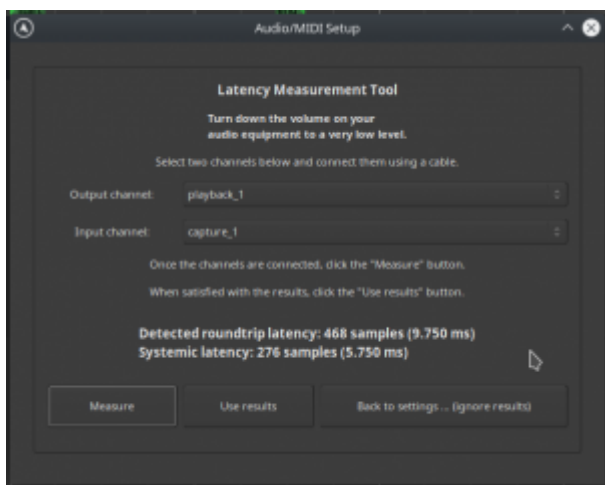 Audio/MIDI Setup
Latency Measurement Tool
Turn down the volume on your
audio equipment to a very low level.
Select two channels below and connect them using a cable.
Output channel: playback_1
Input channel: capture_1
Once the channels are connected, click the "Measure" button.
When satisfied with the results, click the "Use results" button.
Detected roundtrip latency: 468 samples (9.750 ms)
Systemic latency: 276 samples (5.750 ms)
Measure Use results Back to settings ... (ignore results)